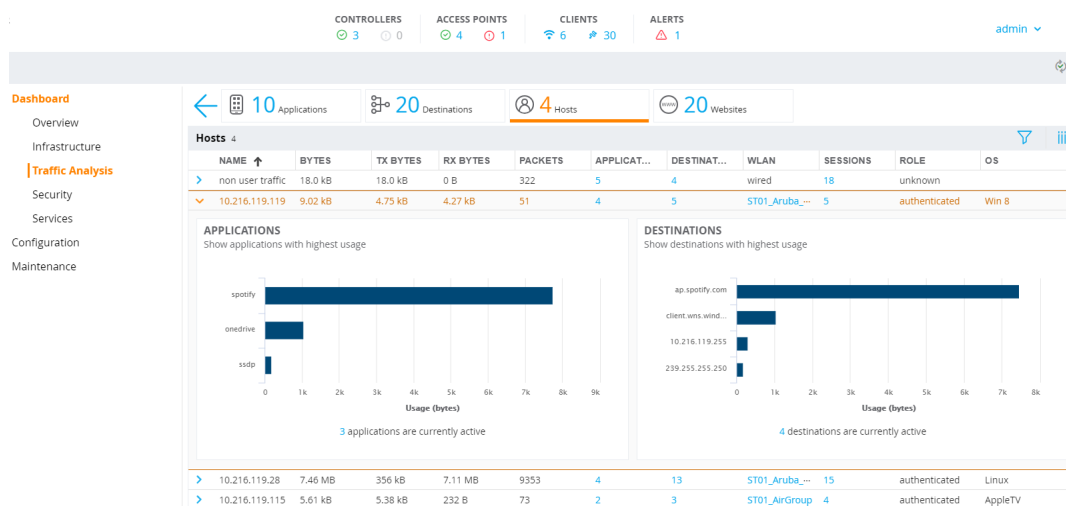 CONTROLLERS ACCESS POINTS CLIENTS ALERTS
3 0 4 1 6 30 1 admin
Dashboard
Overview
Infrastructure
Traffic Analysis
Security
Services
Configuration
Maintenance
10 Applications 20 Destinations 4 Hosts www 20 Websites
Hosts 4
NAME BYTES TX BYTES RX BYTES PACKETS APPLICAT... DESTINAT... WLAN SESSIONS ROLE OS
non user traffic 18.0 kB 18.0 kB 0 B 322 5 4 wired 18 unknown
10.216.119.119 9.02 kB 4.75 kB 4.27 kB 51 4 5 ST01_Aruba_... 5 authenticated Win 8
APPLICATIONS
Show applications with highest usage
spotify
onedrive
ssdp
0 1k 2k 3k 4k 5k 6k 7k 8k 9k
Usage (bytes)
3 applications are currently active
DESTINATIONS
Show destinations with highest usage
ap.spotify.com
client.wns.wind...
10.216.119.255
239.255.255.250
0 1k 2k 3k 4k 5k 6k 7k 8k
Usage (bytes)
4 destinations are currently active
10.216.119.28 7.46 MB 356 kB 7.11 MB 9353 4 13 ST01_Aruba_... 15 authenticated Linux
10.216.119.115 5.61 kB 5.38 kB 232 B 73 2 3 ST01_AirGroup 4 authenticated AppleTV